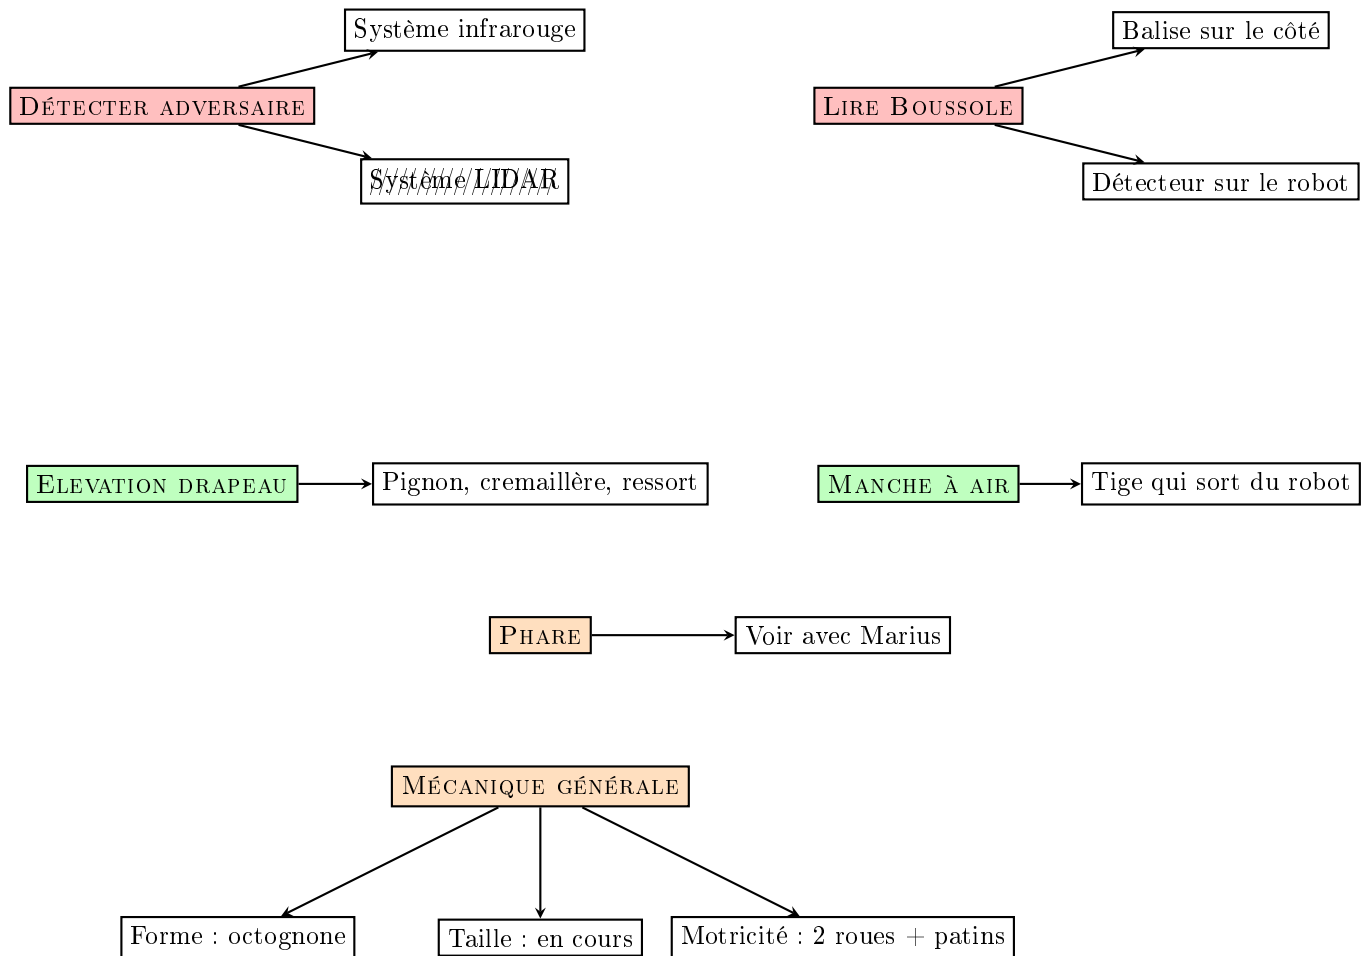 Système infrarouge
Balise sur le côté
DÉTECTER ADVERSAIRE
LIRE BOUSSOLE
Système LIDAR
Détecteur sur le robot
ELEVATION DRAPEAU
Pignon, cremaillère, ressort
MANCHE À AIR
Tige qui sort du robot
PHARE
Voir avec Marius
MÉCANIQUE GÉNÉRALE
Forme : octognone
Taille : en cours
Motricité : 2 roues + patins